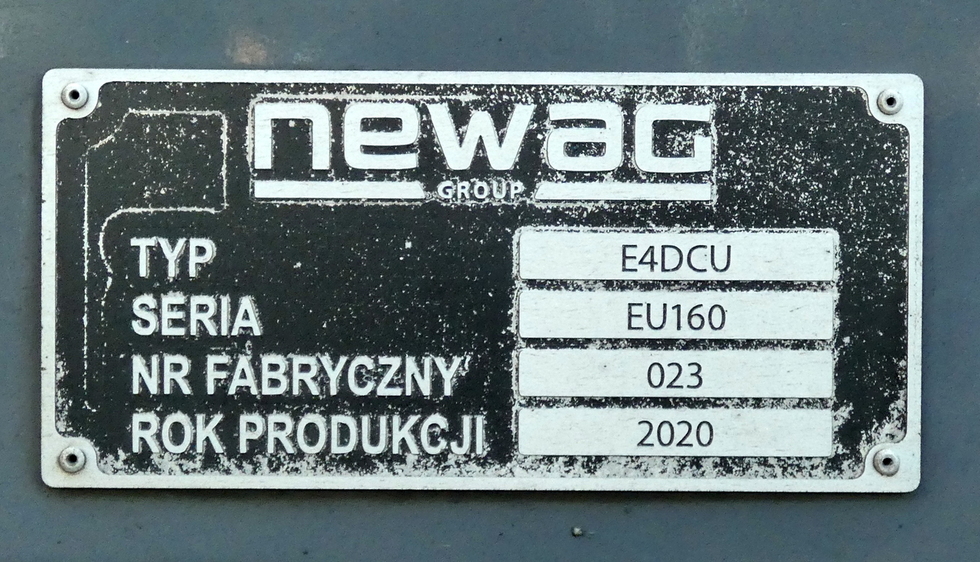 newag
GROUP
TYP E4DCU
SERIA EU160
NR FABRYCZNY 023
ROK PRODUKCJI 2020